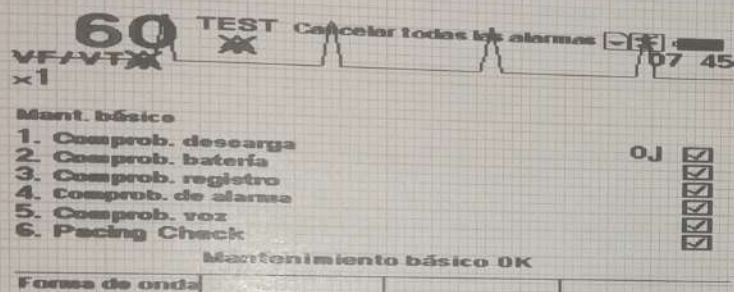 60 TEST Cancelar todas las alarmas
VF/VT 07 45
×1
Mant. básico
1. Comprob. descarga 0J
2. Comprob. batería
3. Comprob. registro
4. Comprob. de alarma
5. Comprob. voz
6. Pacing Check
Mantenimiento básico OK
Forma de onda